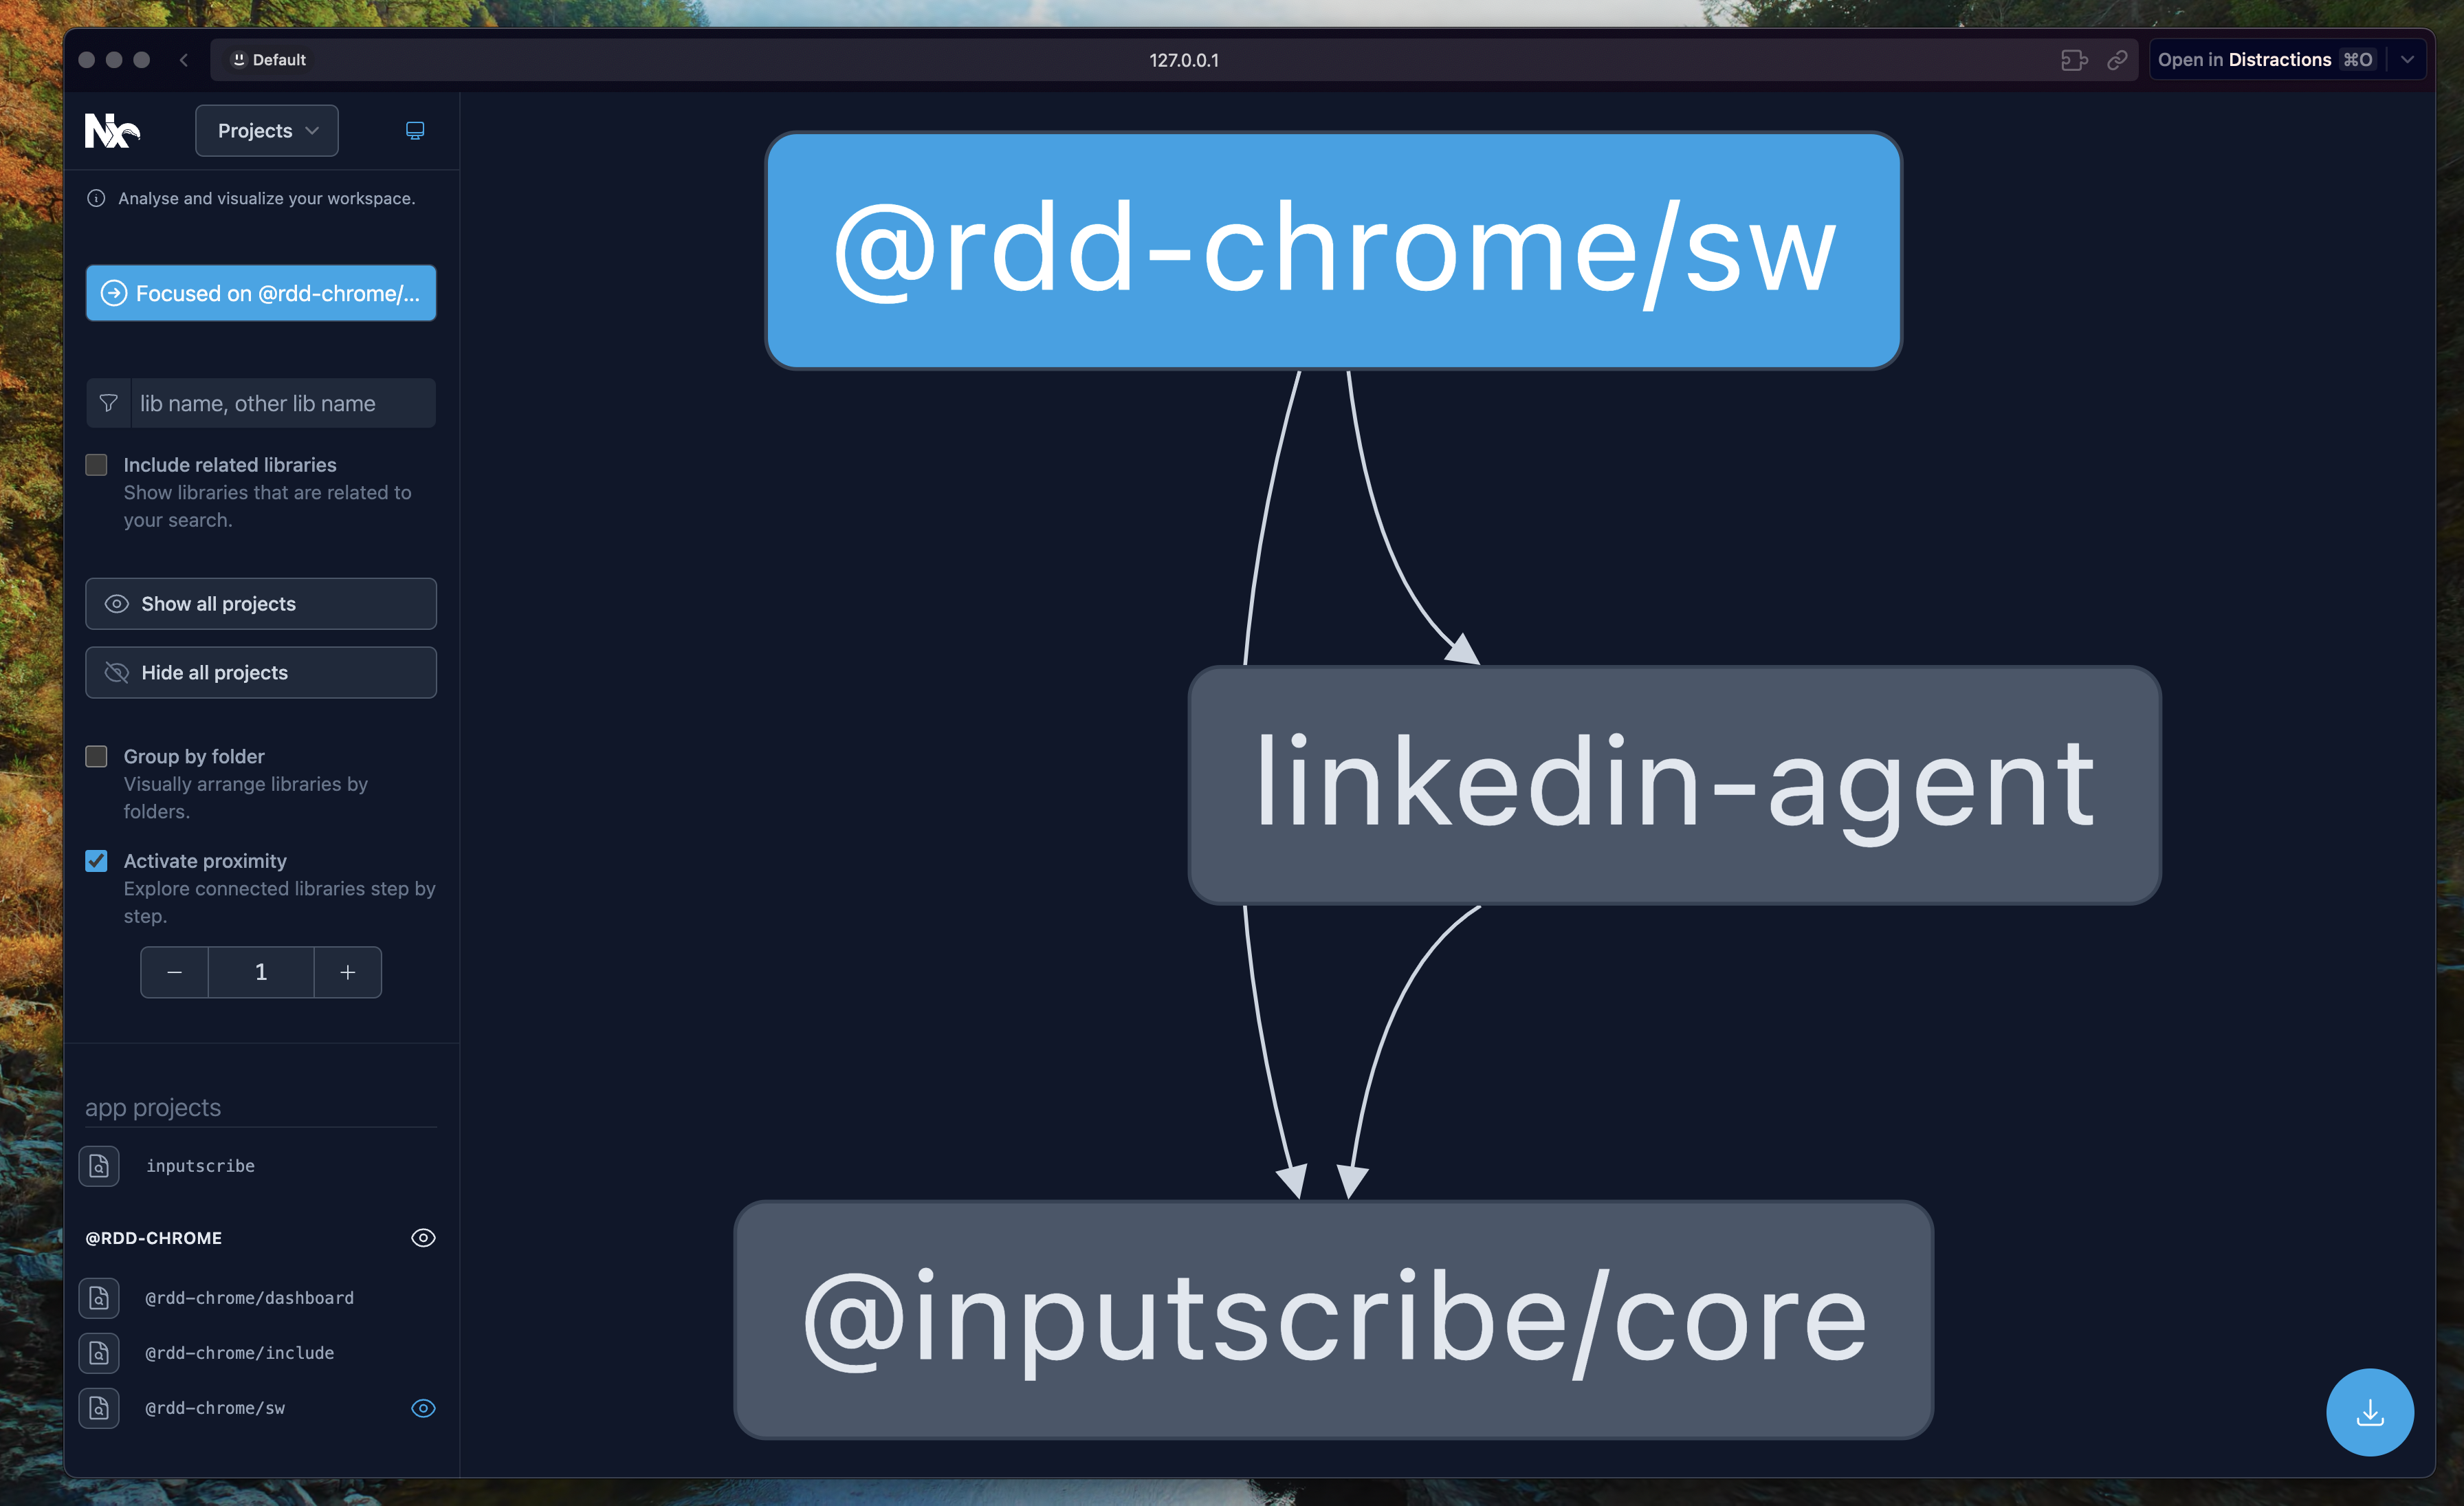 Default
127.0.0.1
Open in Distractions ⌘O
Nx
Projects
Analyse and visualize your workspace.
Focused on @rdd-chrome/...
lib name, other lib name
Include related libraries
Show libraries that are related to
your search.
Show all projects
Hide all projects
Group by folder
Visually arrange libraries by
folders.
Activate proximity
Explore connected libraries step by
step.
1
app projects
inputscribe
@RDD-CHROME
@rdd-chrome/dashboard
@rdd-chrome/include
@rdd-chrome/sw
@rdd-chrome/sw
linkedin-agent
@inputscribe/core